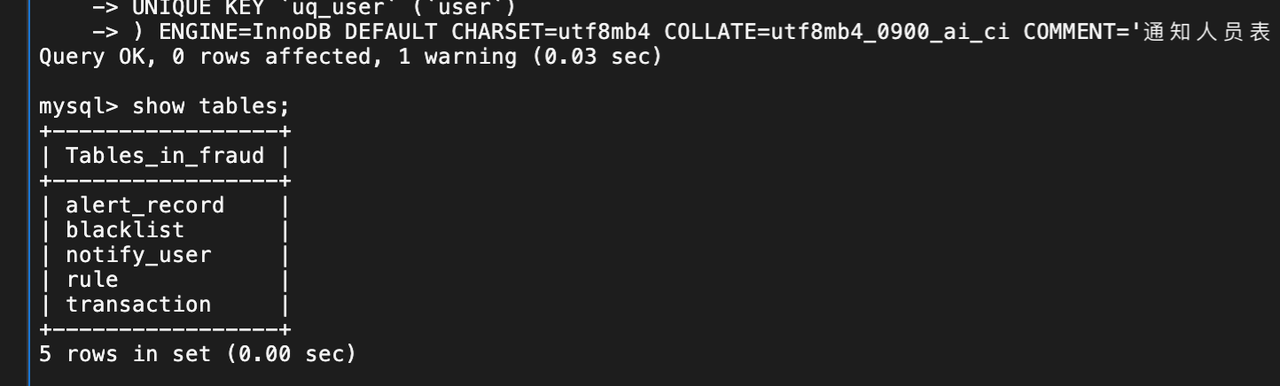 -> UNIQUE KEY `uq_user` (`user`)
    -> ) ENGINE=InnoDB DEFAULT CHARSET=utf8mb4 COLLATE=utf8mb4_0900_ai_ci COMMENT='通知人员表
Query OK, 0 rows affected, 1 warning (0.03 sec)
mysql> show tables;
+-----------------+
| Tables_in_fraud |
+-----------------+
| alert_record    |
| blacklist       |
| notify_user     |
| rule            |
| transaction     |
+-----------------+
5 rows in set (0.00 sec)